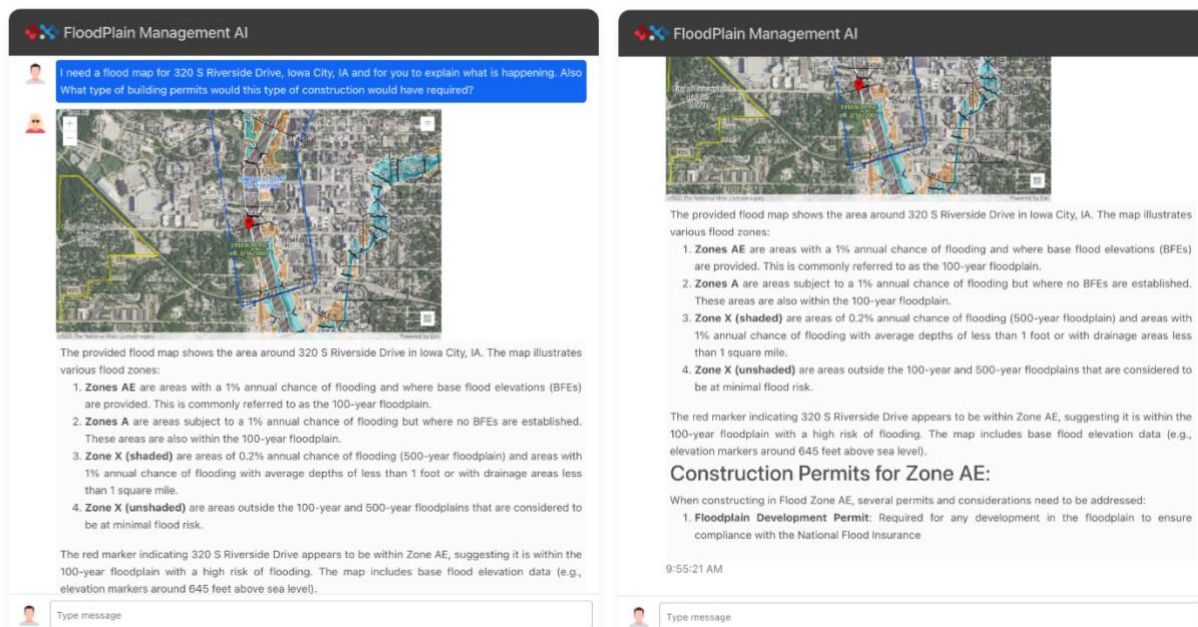 FloodPlain Management AI
I need a flood map for 320 S Riverside Drive, Iowa City, IA and for you to explain what is happening. Also
What type of building permits would this type of construction would have required?
The provided flood map shows the area around 320 S Riverside Drive in Iowa City, IA. The map illustrates
various flood zones:
1. Zones AE are areas with a 1% annual chance of flooding and where base flood elevations (BFEs)
are provided. This is commonly referred to as the 100-year floodplain.
2. Zones A are areas subject to a 1% annual chance of flooding but where no BFEs are established.
These areas are also within the 100-year floodplain.
3. Zone X (shaded) are areas of 0.2% annual chance of flooding (500-year floodplain) and areas with
1% annual chance of flooding with average depths of less than 1 foot or with drainage areas less
than 1 square mile.
4. Zone X (unshaded) are areas outside the 100-year and 500-year floodplains that are considered to
be at minimal flood risk.
The red marker indicating 320 S Riverside Drive appears to be within Zone AE, suggesting it is within the
100-year floodplain with a high risk of flooding. The map includes base flood elevation data (e.g.,
elevation markers around 645 feet above sea level).
Type message
FloodPlain Management AI
The provided flood map shows the area around 320 S Riverside Drive in Iowa City, IA. The map illustrates
various flood zones:
1. Zones AE are areas with a 1% annual chance of flooding and where base flood elevations (BFEs)
are provided. This is commonly referred to as the 100-year floodplain.
2. Zones A are areas subject to a 1% annual chance of flooding but where no BFEs are established.
These areas are also within the 100-year floodplain.
3. Zone X (shaded) are areas of 0.2% annual chance of flooding (500-year floodplain) and areas with
1% annual chance of flooding with average depths of less than 1 foot or with drainage areas less
than 1 square mile.
4. Zone X (unshaded) are areas outside the 100-year and 500-year floodplains that are considered to
be at minimal flood risk.
The red marker indicating 320 S Riverside Drive appears to be within Zone AE, suggesting it is within the
100-year floodplain with a high risk of flooding. The map includes base flood elevation data (e.g.,
elevation markers around 645 feet above sea level).
Construction Permits for Zone AE:
When constructing in Flood Zone AE, several permits and considerations need to be addressed:
1. Floodplain Development Permit: Required for any development in the floodplain to ensure
compliance with the National Flood Insurance
9:55:21 AM
Type message